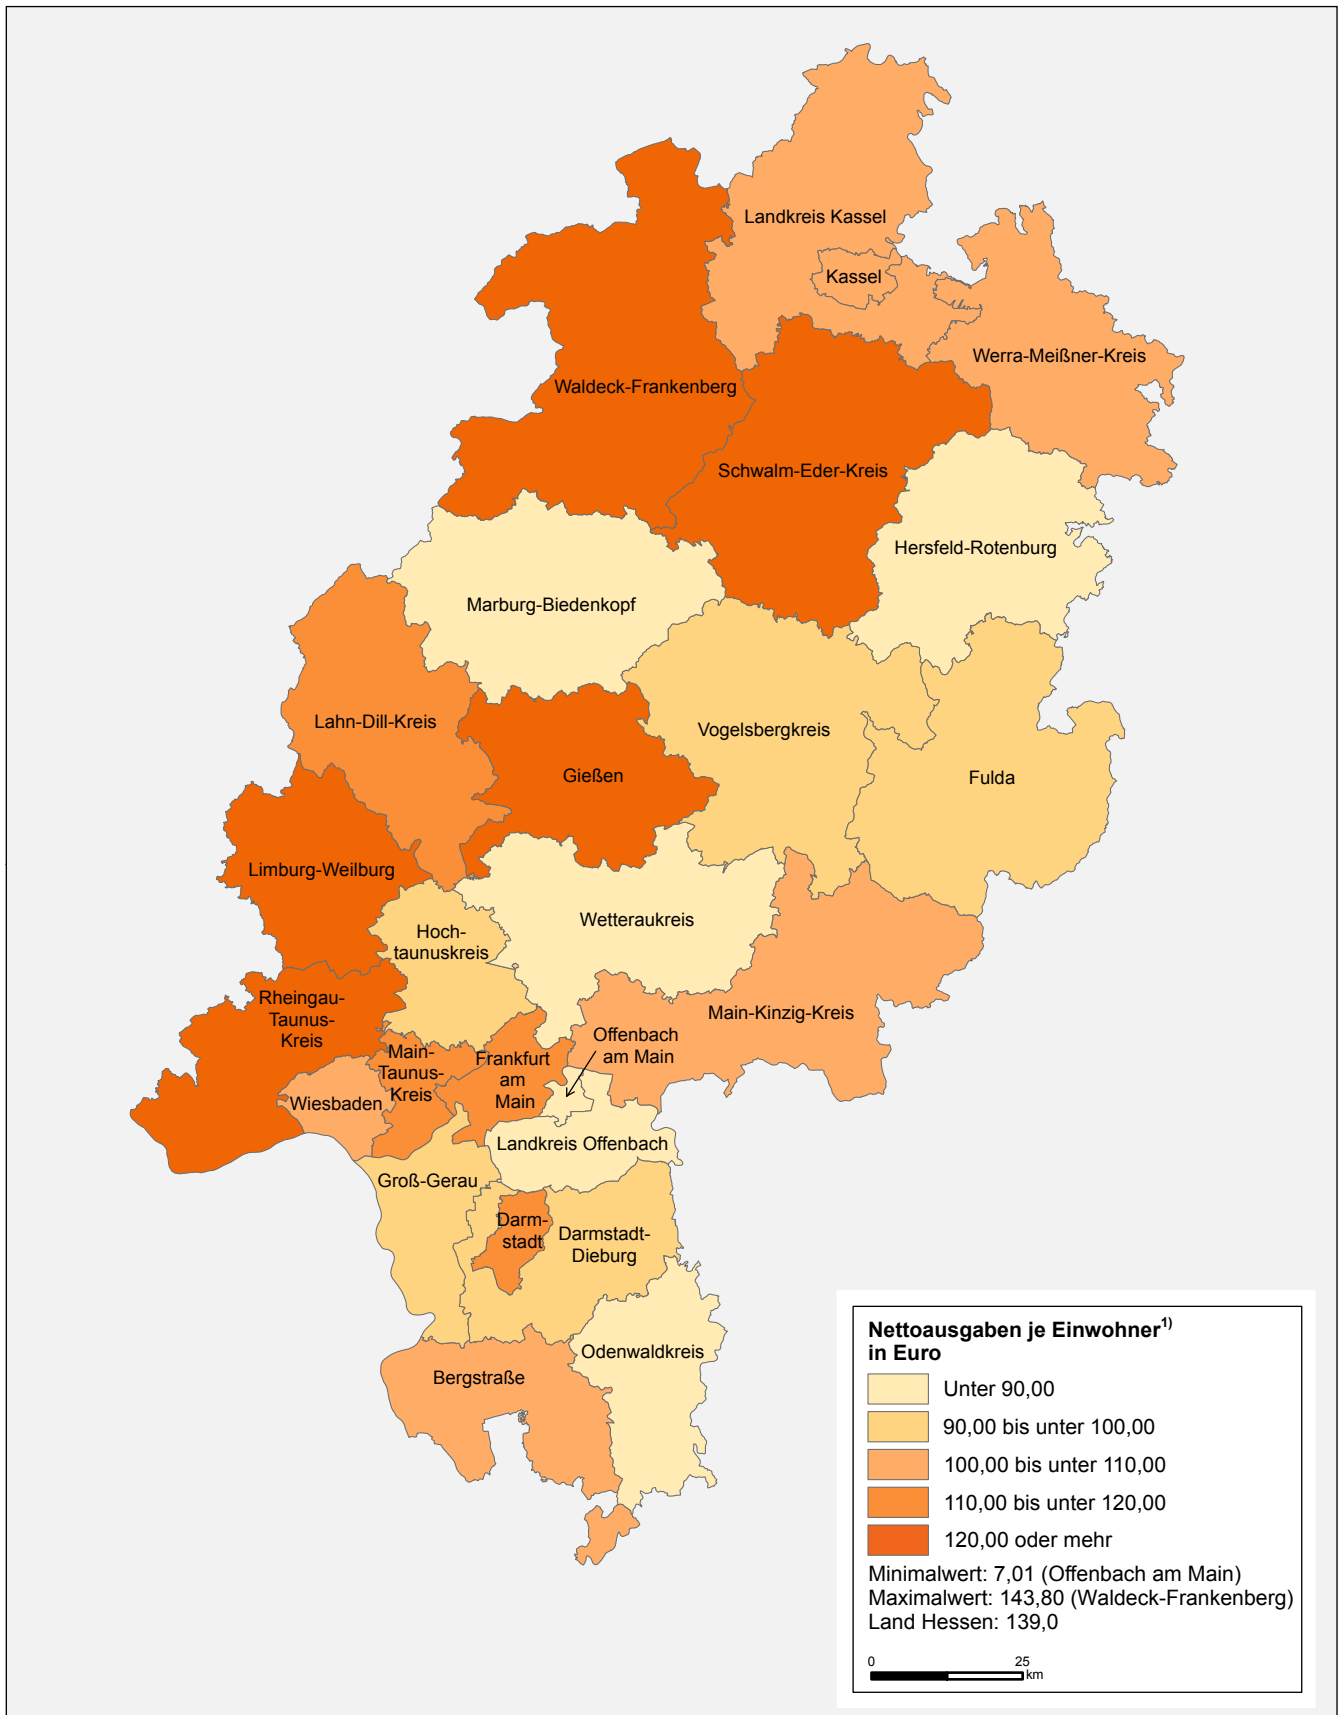 Landkreis Kassel
Kassel
Werra-Meißner-Kreis
Waldeck-Frankenberg
Schwalm-Eder-Kreis
Hersfeld-Rotenburg
Marburg-Biedenkopf
Lahn-Dill-Kreis
Vogelsbergkreis
Gießen
Fulda
Limburg-Weilburg
Wetteraukreis
Hoch-
taunuskreis
Rheingau-
Taunus-
Kreis
Main-Kinzig-Kreis
Offenbach
am Main
Main-
Taunus-
Kreis
Frankfurt
am
Main
Wiesbaden
Landkreis Offenbach
Groß-Gerau
Darm-
stadt
Darmstadt-
Dieburg
Odenwaldkreis
Bergstraße
Nettoausgaben je Einwohner1)
in Euro
Unter 90,00
90,00 bis unter 100,00
100,00 bis unter 110,00
110,00 bis unter 120,00
120,00 oder mehr
Minimalwert: 7,01 (Offenbach am Main)
Maximalwert: 143,80 (Waldeck-Frankenberg)
Land Hessen: 139,0
0 25
km